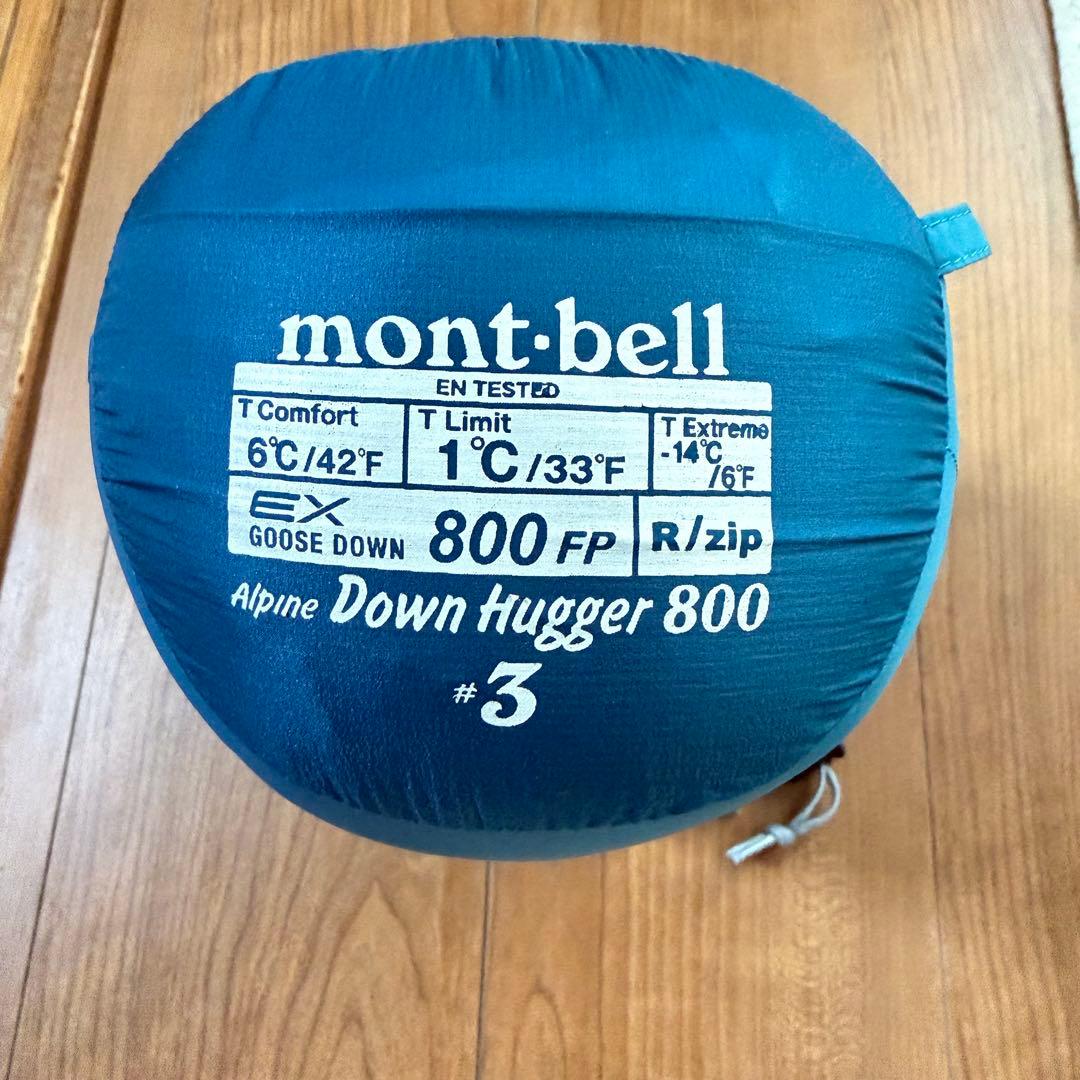 mont·bell
EN TESTED
T Comfort
6℃/42°F
T Limit
1℃/33°F
T Extreme
-14℃
/6°F
EX
GOOSE DOWN
800 FP
R/zip
Alpine Down Hugger 800
#3